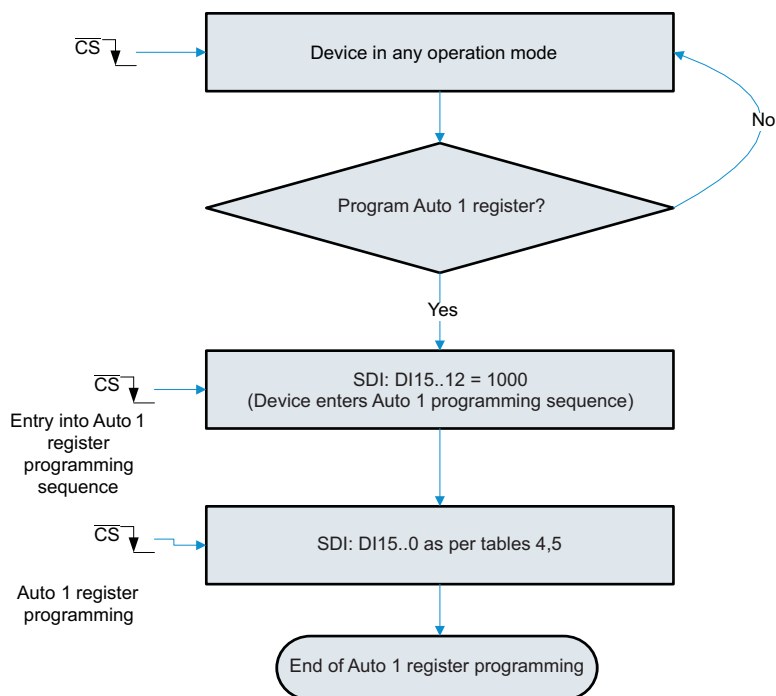 CS
Device in any operation mode
No
Program Auto 1 register?
Yes
CS
SDI: DI15..12 = 1000
(Device enters Auto 1 programming sequence)
Entry into Auto 1
register
programming
sequence
CS
SDI: DI15..0 as per tables 4,5
Auto 1 register
programming
End of Auto 1 register programming